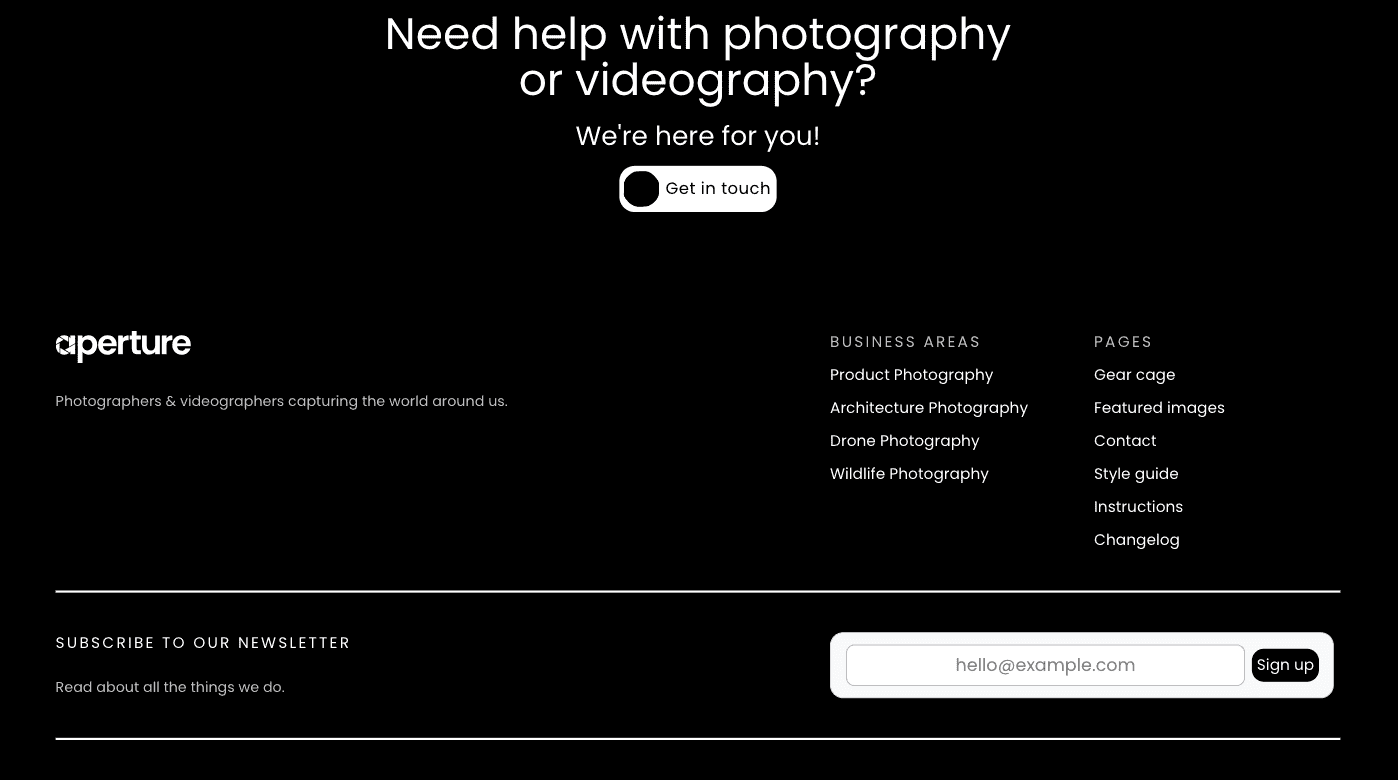 Need help with photography
or videography?
We're here for you!
Get in touch
aperture
Photographers & videographers capturing the world around us.
BUSINESS AREAS
Product Photography
Architecture Photography
Drone Photography
Wildlife Photography
PAGES
Gear cage
Featured images
Contact
Style guide
Instructions
Changelog
SUBSCRIBE TO OUR NEWSLETTER
Read about all the things we do.
hello@example.com
Sign up